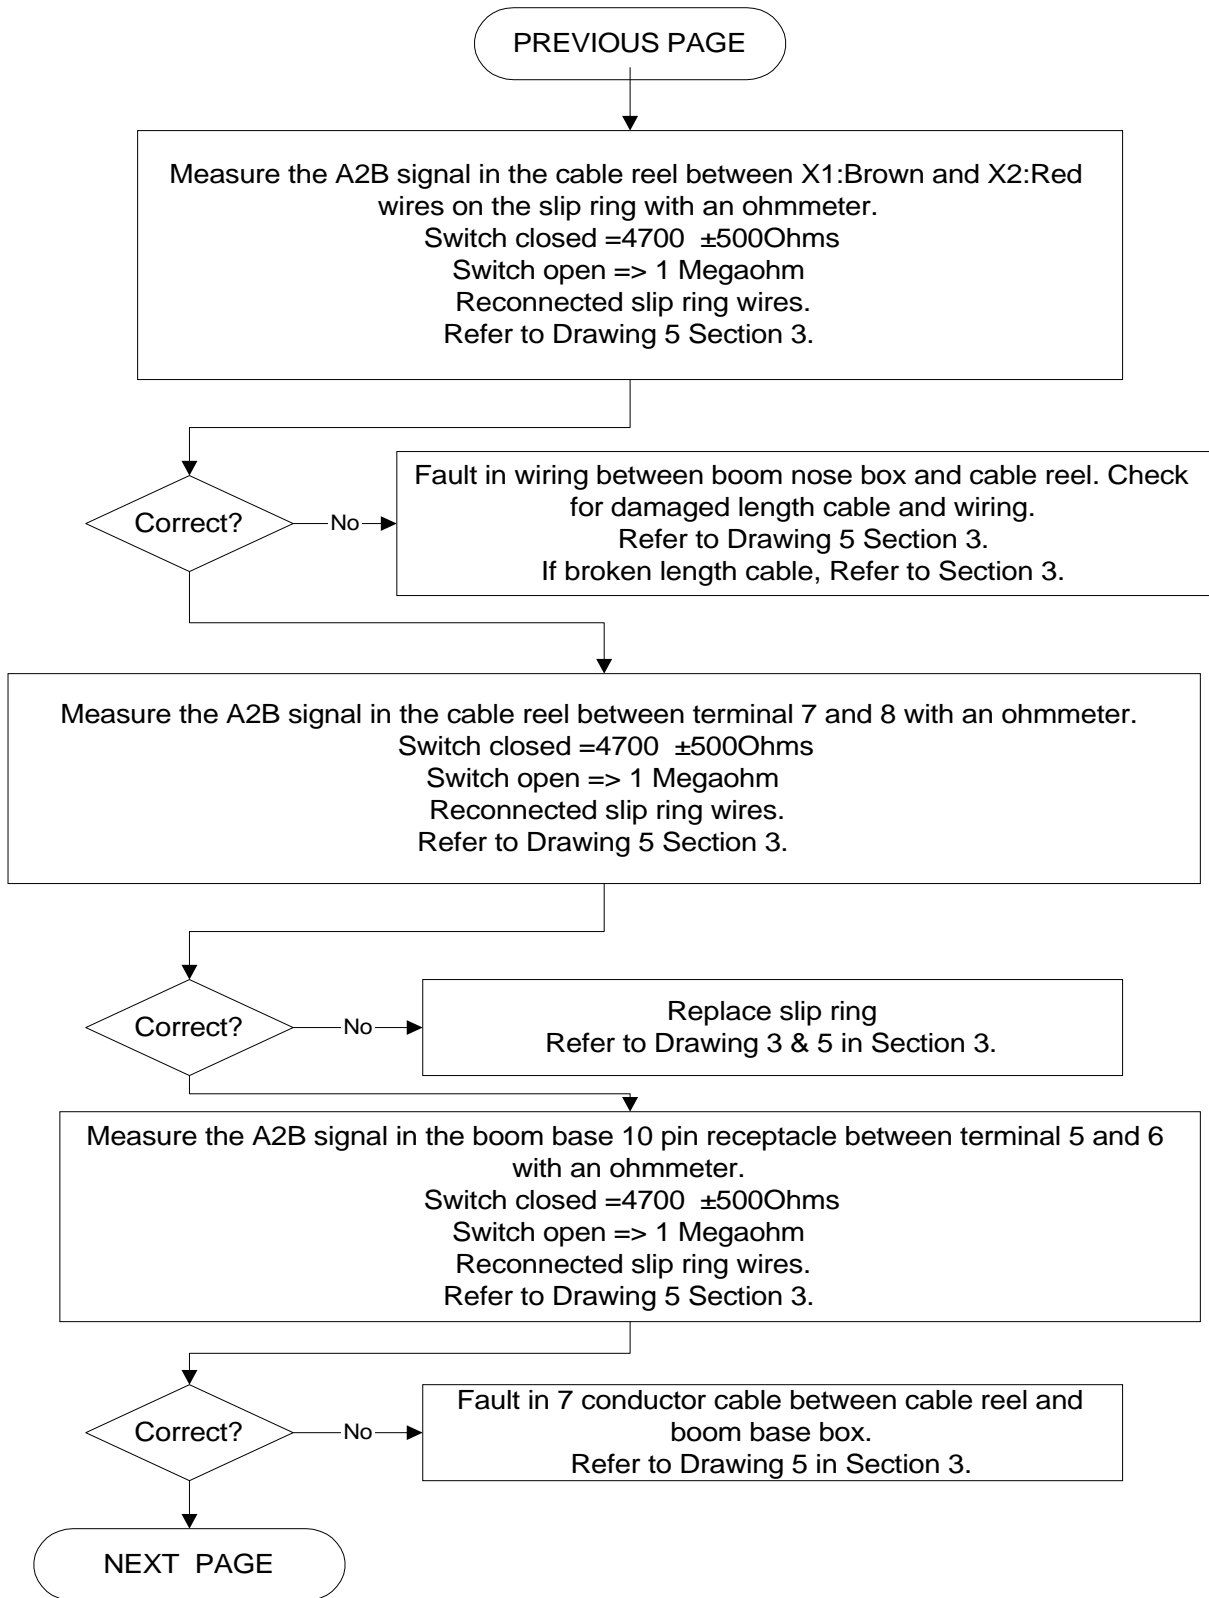 PREVIOUS PAGE
Measure the A2B signal in the cable reel between X1:Brown and X2:Red
wires on the slip ring with an ohmmeter.
Switch closed =4700 ±500Ohms
Switch open => 1 Megaohm
Reconnected slip ring wires.
Refer to Drawing 5 Section 3.
Correct?
No
Fault in wiring between boom nose box and cable reel. Check
for damaged length cable and wiring.
Refer to Drawing 5 Section 3.
If broken length cable, Refer to Section 3.
Measure the A2B signal in the cable reel between terminal 7 and 8 with an ohmmeter.
Switch closed =4700 ±500Ohms
Switch open => 1 Megaohm
Reconnected slip ring wires.
Refer to Drawing 5 Section 3.
Correct?
No
Replace slip ring
Refer to Drawing 3 & 5 in Section 3.
Measure the A2B signal in the boom base 10 pin receptacle between terminal 5 and 6
with an ohmmeter.
Switch closed =4700 ±500Ohms
Switch open => 1 Megaohm
Reconnected slip ring wires.
Refer to Drawing 5 Section 3.
Correct?
No
Fault in 7 conductor cable between cable reel and
boom base box.
Refer to Drawing 5 in Section 3.
NEXT PAGE